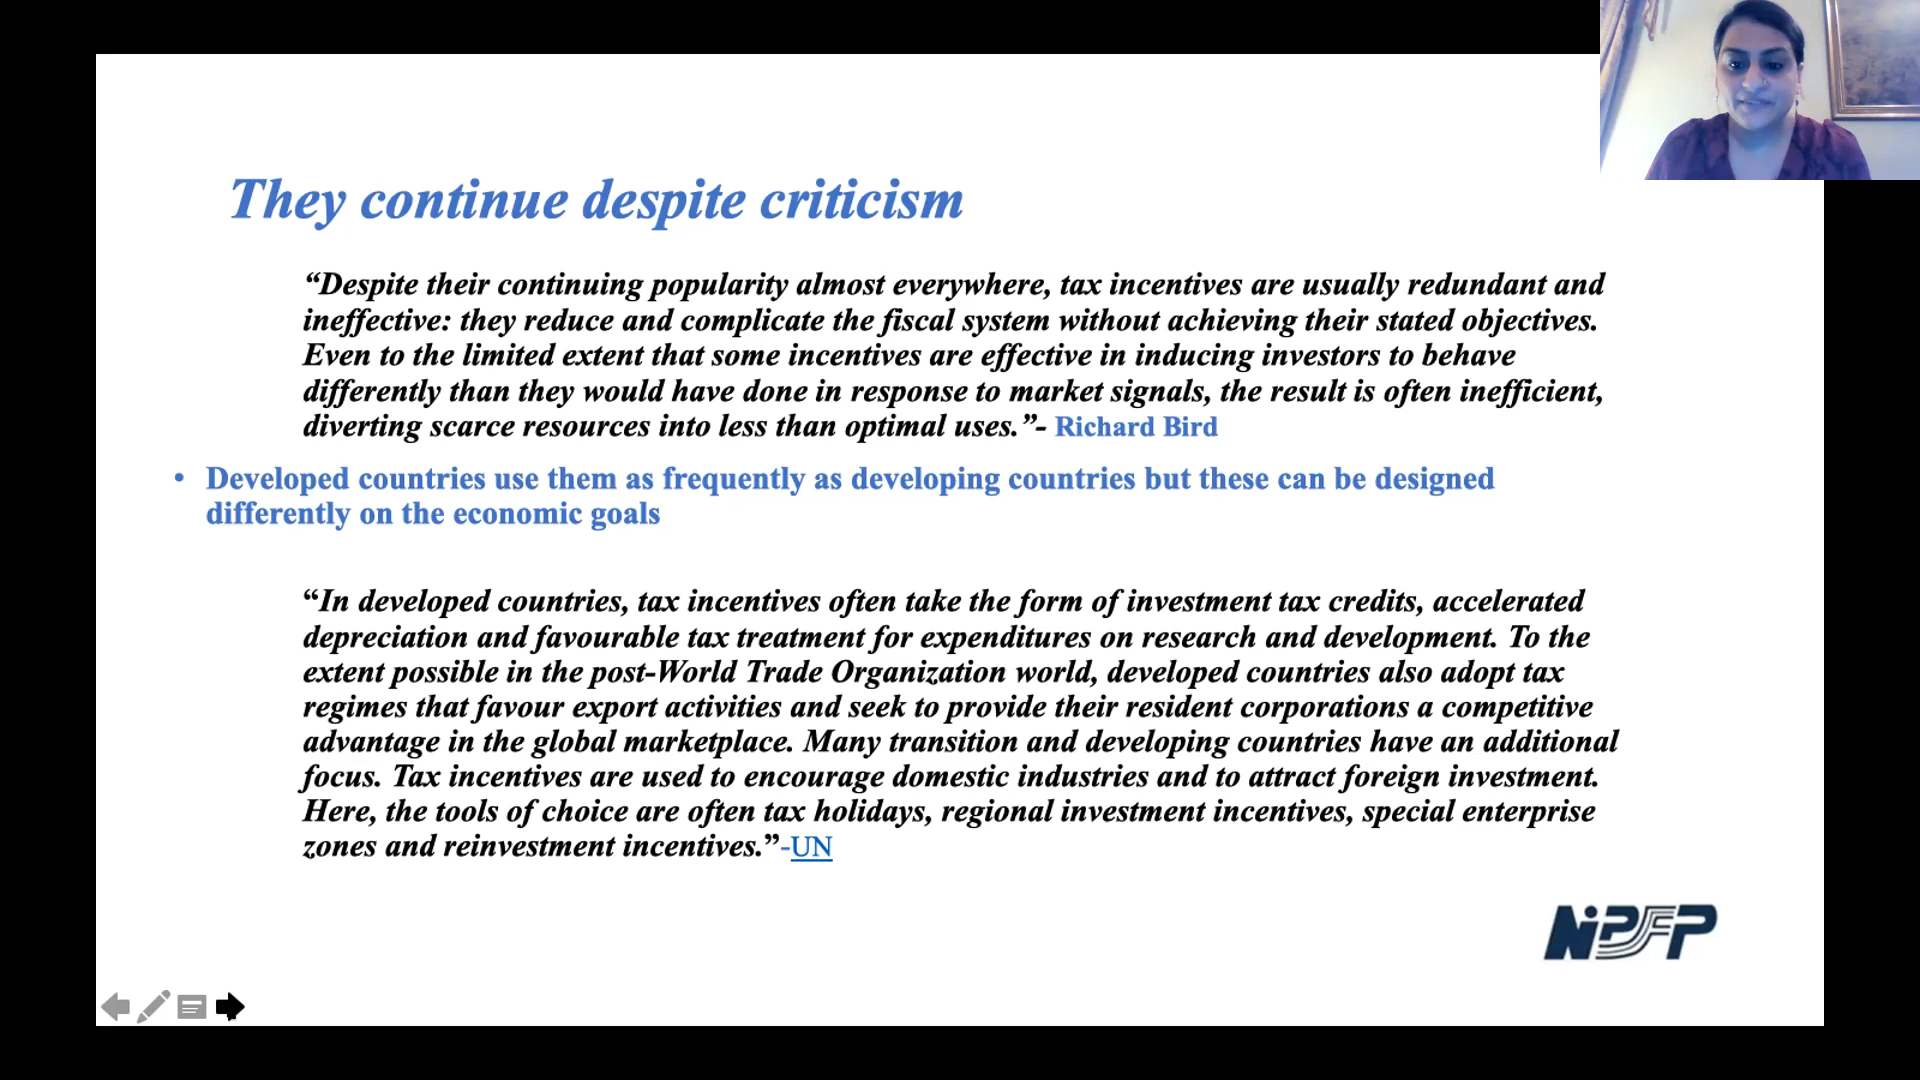 They continue despite criticism
“Despite their continuing popularity almost everywhere, tax incentives are usually redundant and
ineffective: they reduce and complicate the fiscal system without achieving their stated objectives.
Even to the limited extent that some incentives are effective in inducing investors to behave
differently than they would have done in response to market signals, the result is often inefficient,
diverting scarce resources into less than optimal uses.”- Richard Bird
• Developed countries use them as frequently as developing countries but these can be designed
differently on the economic goals
“In developed countries, tax incentives often take the form of investment tax credits, accelerated
depreciation and favourable tax treatment for expenditures on research and development. To the
extent possible in the post-World Trade Organization world, developed countries also adopt tax
regimes that favour export activities and seek to provide their resident corporations a competitive
advantage in the global marketplace. Many transition and developing countries have an additional
focus. Tax incentives are used to encourage domestic industries and to attract foreign investment.
Here, the tools of choice are often tax holidays, regional investment incentives, special enterprise
zones and reinvestment incentives.”-UN
NIPFP